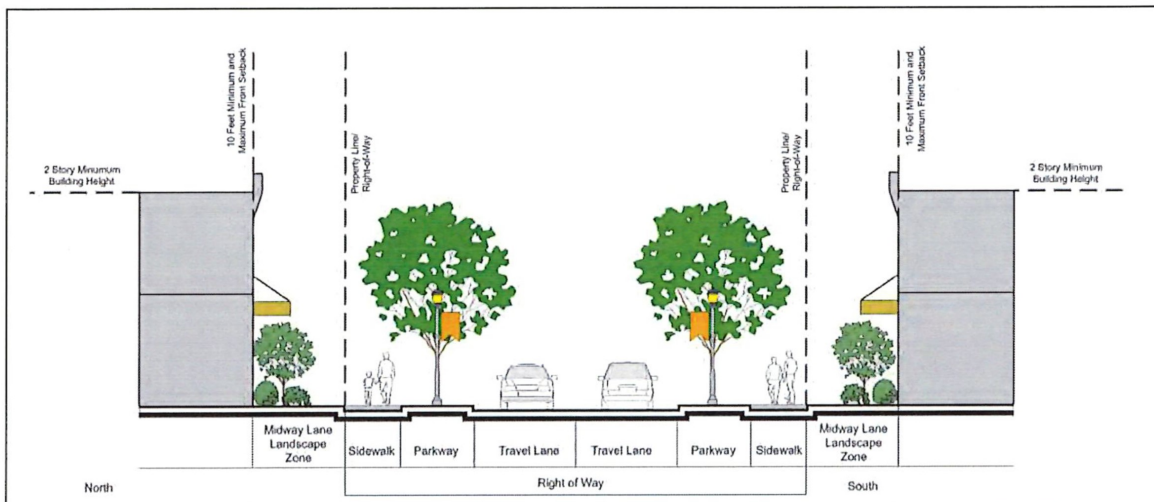 10 Feet Minimum and
Maximum Front Setback
Property Line/
Right-of-Way
Property Line/
Right-of-Way
10 Feet Minimum and
Maximum Front Setback
2 Story Minumum
Building Height
2 Story Minimum
Building Height
Midway Lane
Landscape
Zone
Sidewalk
Parkway
Travel Lane
Travel Lane
Parkway
Sidewalk
Midway Lane
Landscape
Zone
North
Right of Way
South